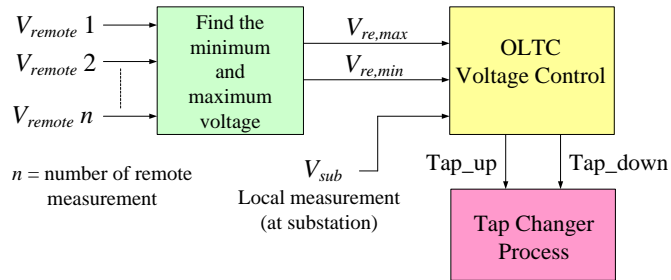 V_remote 1
V_remote 2
V_remote n
n = number of remote
measurement
Find the
minimum
and
maximum
voltage
V_re,max
V_re,min
V_sub
Local measurement
(at substation)
OLTC
Voltage Control
Tap_up
Tap_down
Tap Changer
Process